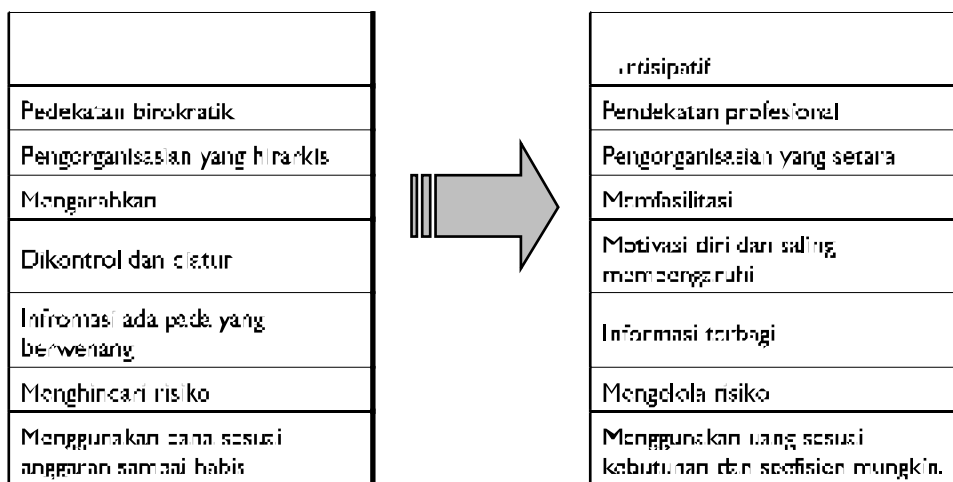 Pedekatan birokratik
Pengorganisasian yang hirarkis
Mengarahkan
Dikontrol dan diatur
Infromasi ada pada yang
berwenang
Menghindari risiko
Menggunakan dana sesuai
anggaran sampai habis
Pendekatan profesional
Pengorganisasian yang setara
Memfasilitasi
Motivasi diri dan saling
mempengaruhi
Informasi terbagi
Mengelola risiko
Menggunakan uang sesuai
kebutuhan dan seefisien mungkin.